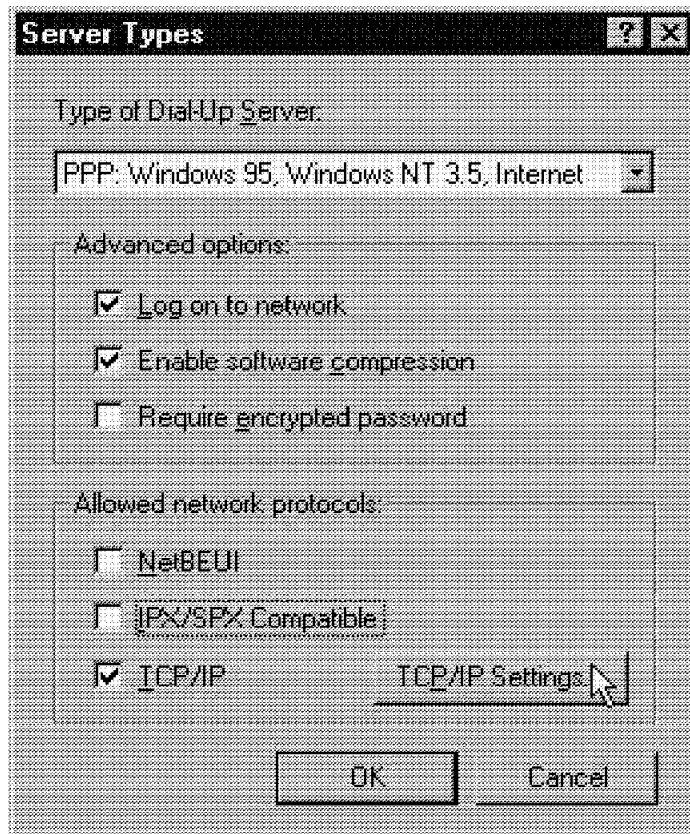 Server Types
Type of Dial-Up Server:
PPP: Windows 95, Windows NT 3.5, Internet
Advanced options:
Log on to network
Enable software compression
Require encrypted password
Allowed network protocols:
NetBEUI
IPX/SPX Compatible
TCP/IP
TCP/IP Settings
OK
Cancel